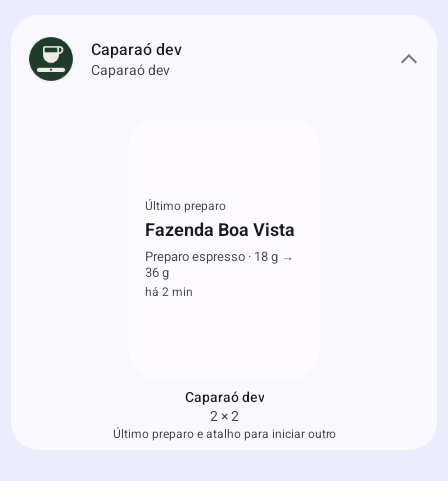 Caparaó dev
Caparaó dev
Último preparo
Fazenda Boa Vista
Preparo espresso · 18 g →
36 g
há 2 min
Caparaó dev
2 × 2
Último preparo e atalho para iniciar outro